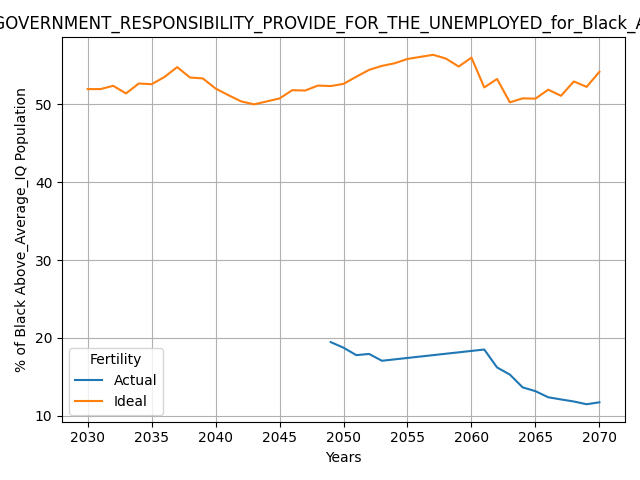 GOVERNMENT_RESPONSIBILITY_PROVIDE_FOR_THE_UNEMPLOYED_for_Black_A
% of Black Above_Average_IQ Population
50
40
30
20
10
Fertility
Actual
Ideal
2030 2035 2040 2045 2050 2055 2060 2065 2070
Years